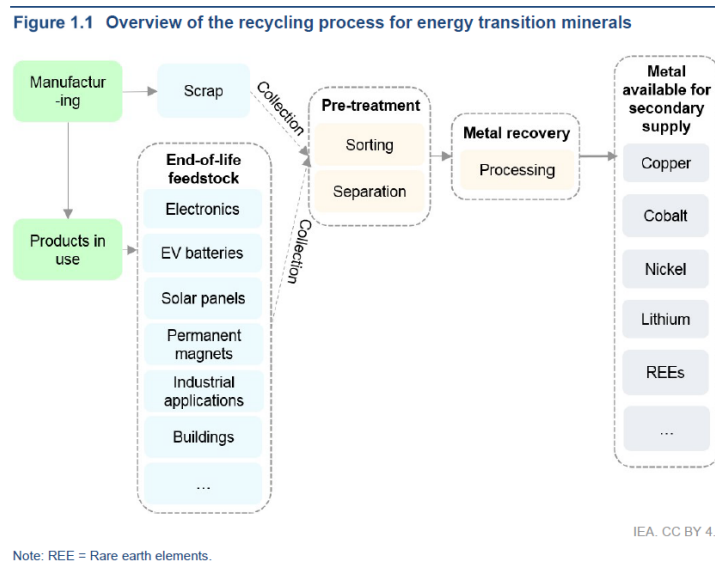 Figure 1.1 Overview of the recycling process for energy transition minerals
Manufactur
-ing
Scrap
Collection
Pre-treatment
Sorting
Separation
Metal recovery
Processing
Metal
available for
secondary
supply
Copper
Cobalt
Nickel
Lithium
REEs
...
Products in
use
End-of-life
feedstock
Electronics
EV batteries
Solar panels
Permanent
magnets
Industrial
applications
Buildings
...
Collection
IEA. CC BY 4.
Note: REE = Rare earth elements.